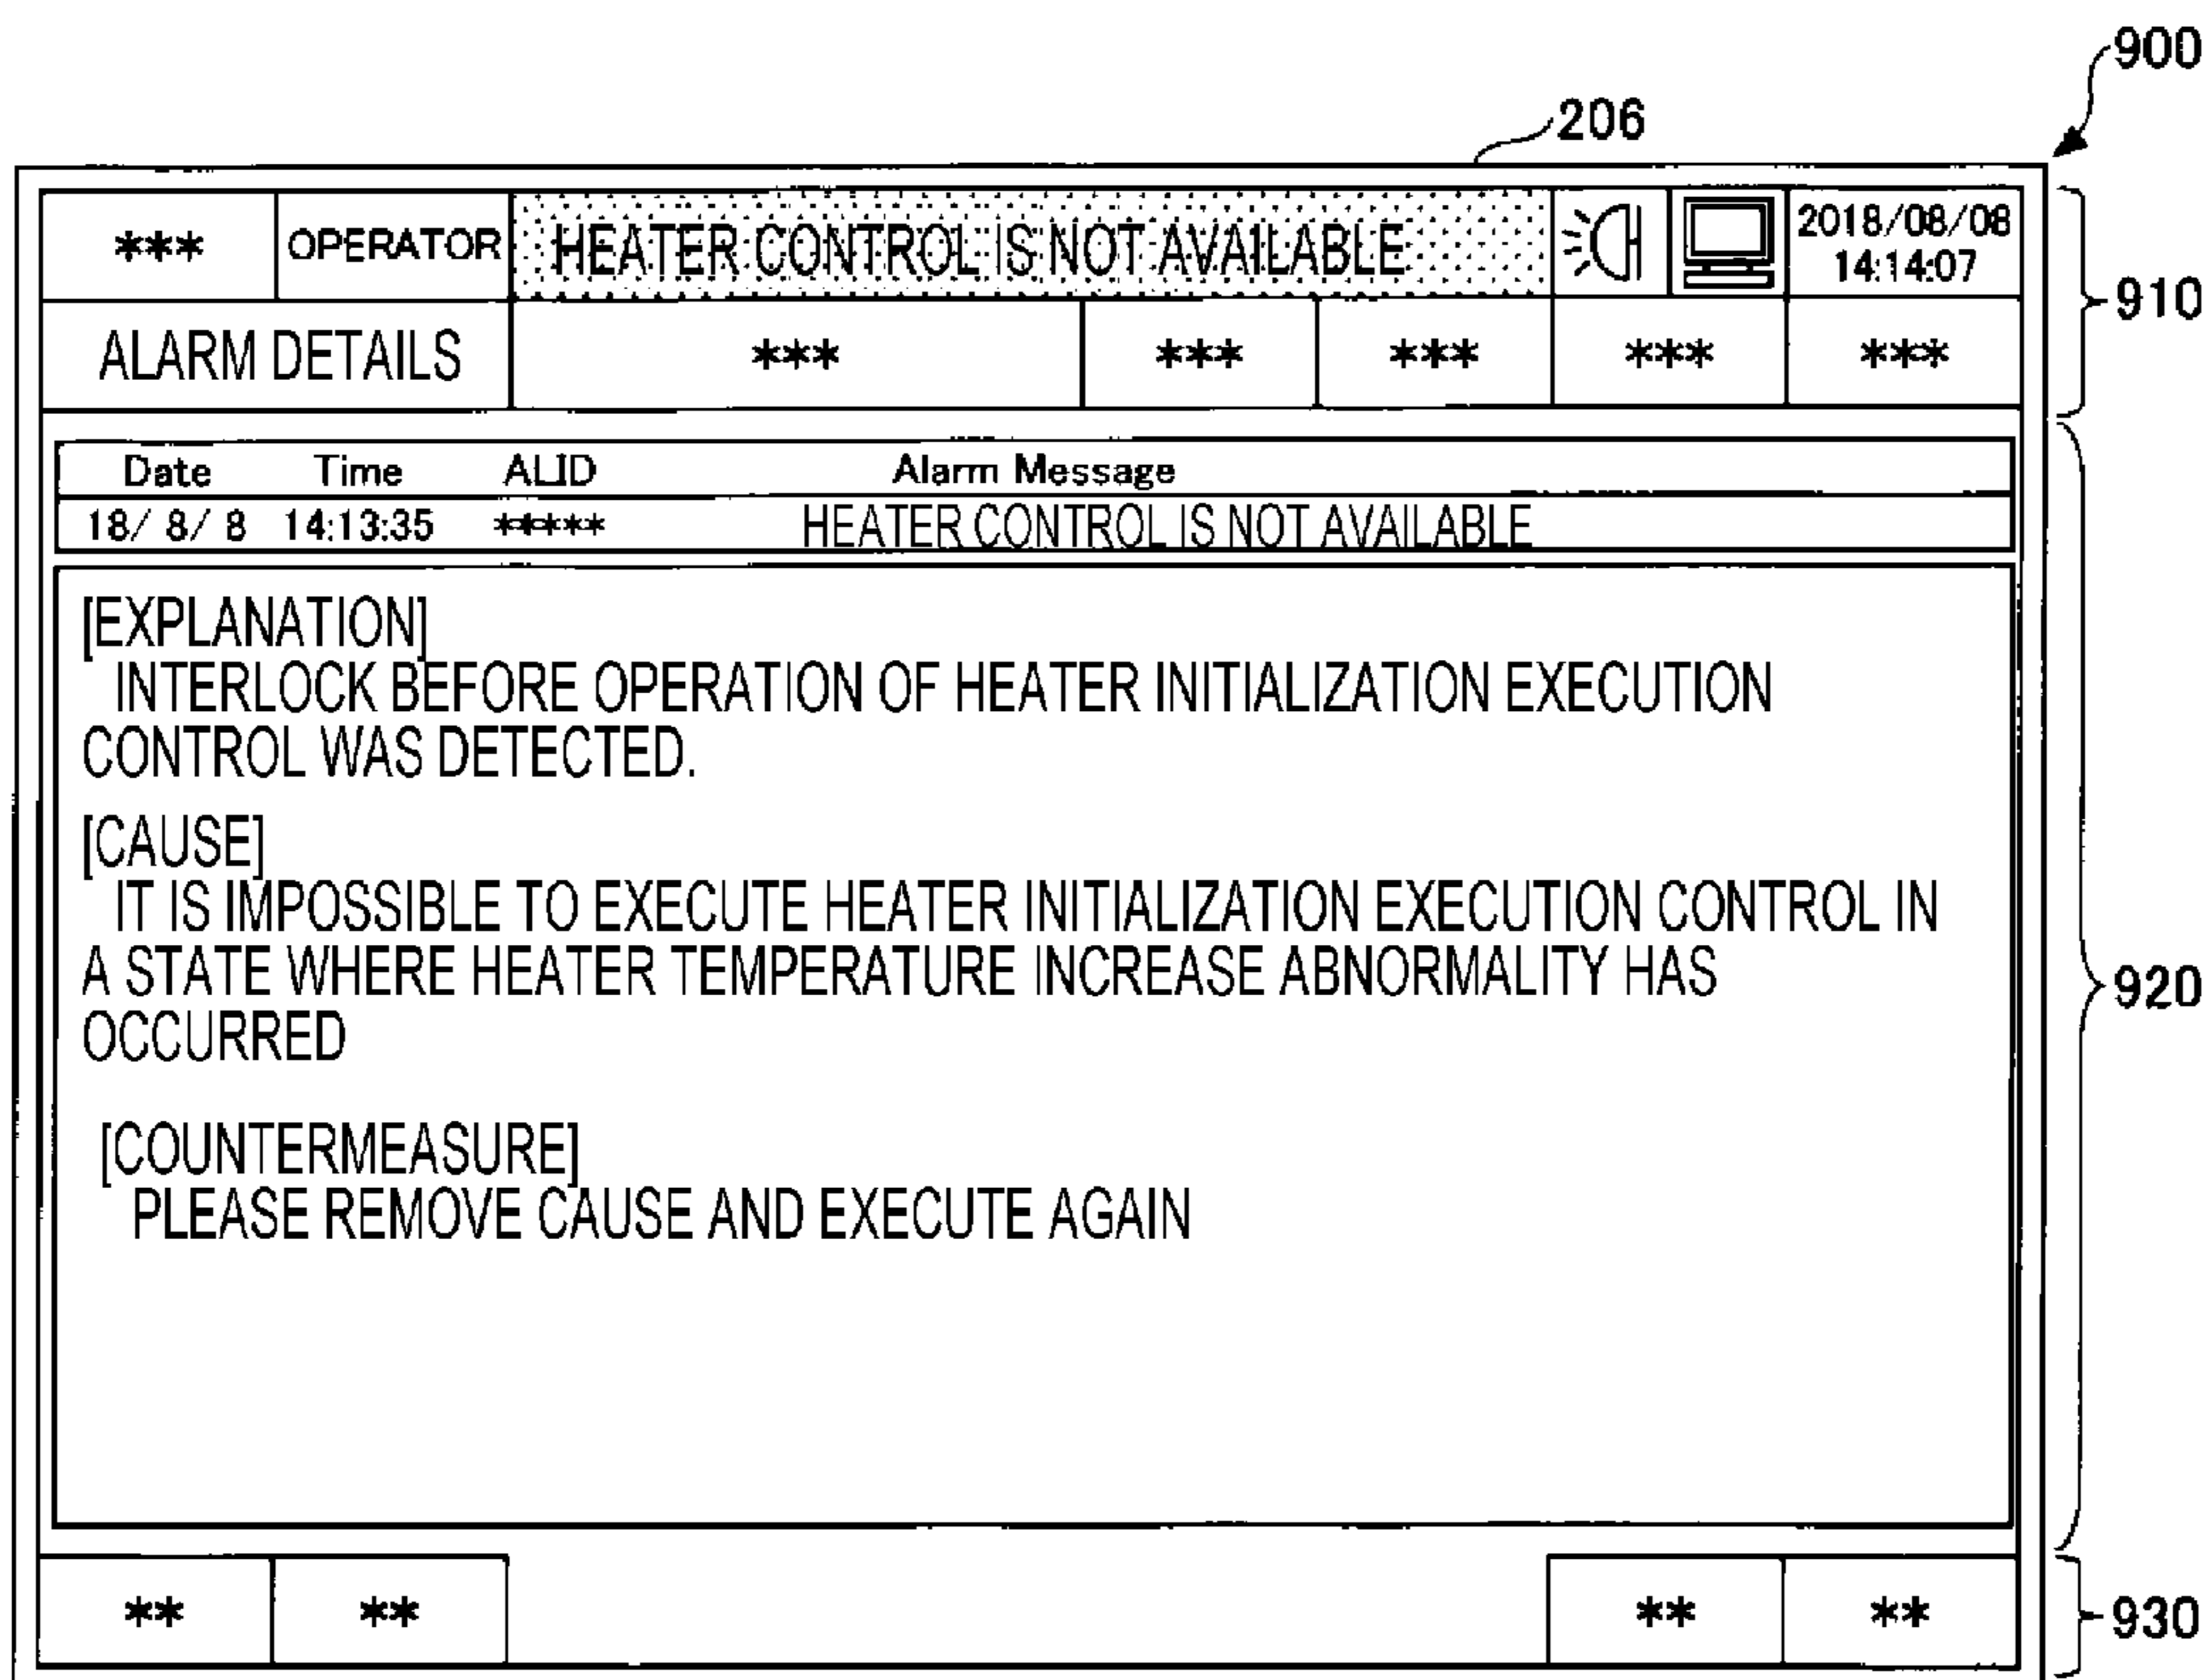 900
206
*** OPERATOR HEATER CONTROL IS NOT AVAILABLE 2018/08/08
14:14:07
910
ALARM DETAILS *** *** *** *** ***
Date Time ALID Alarm Message
18/ 8/ 8 14:13:35 ***** HEATER CONTROL IS NOT AVAILABLE
[EXPLANATION]
INTERLOCK BEFORE OPERATION OF HEATER INITIALIZATION EXECUTION
CONTROL WAS DETECTED.
[CAUSE]
IT IS IMPOSSIBLE TO EXECUTE HEATER INITIALIZATION EXECUTION CONTROL IN
A STATE WHERE HEATER TEMPERATURE INCREASE ABNORMALITY HAS
OCCURRED
920
[COUNTERMEASURE]
PLEASE REMOVE CAUSE AND EXECUTE AGAIN
** ** ** **
930